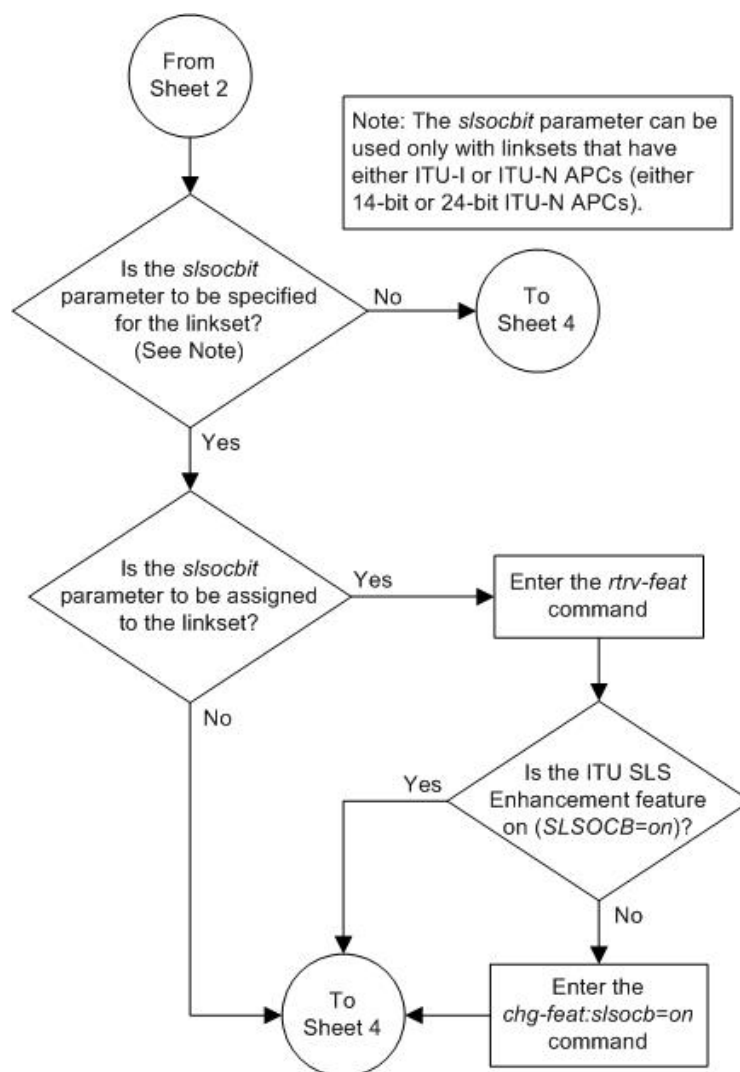 From
Sheet 2
Note: The slsocbit parameter can be
used only with linksets that have
either ITU-I or ITU-N APCs (either
14-bit or 24-bit ITU-N APCs).
Is the slsocbit
parameter to be specified
for the linkset?
(See Note)
No
To
Sheet 4
Yes
Is the slsocbit
parameter to be assigned
to the linkset?
Yes
Enter the rtrv-feat
command
No
Is the ITU SLS
Enhancement feature
on (SLSOCB=on)?
Yes
No
To
Sheet 4
Enter the
chg-feat:slsocb=on
command